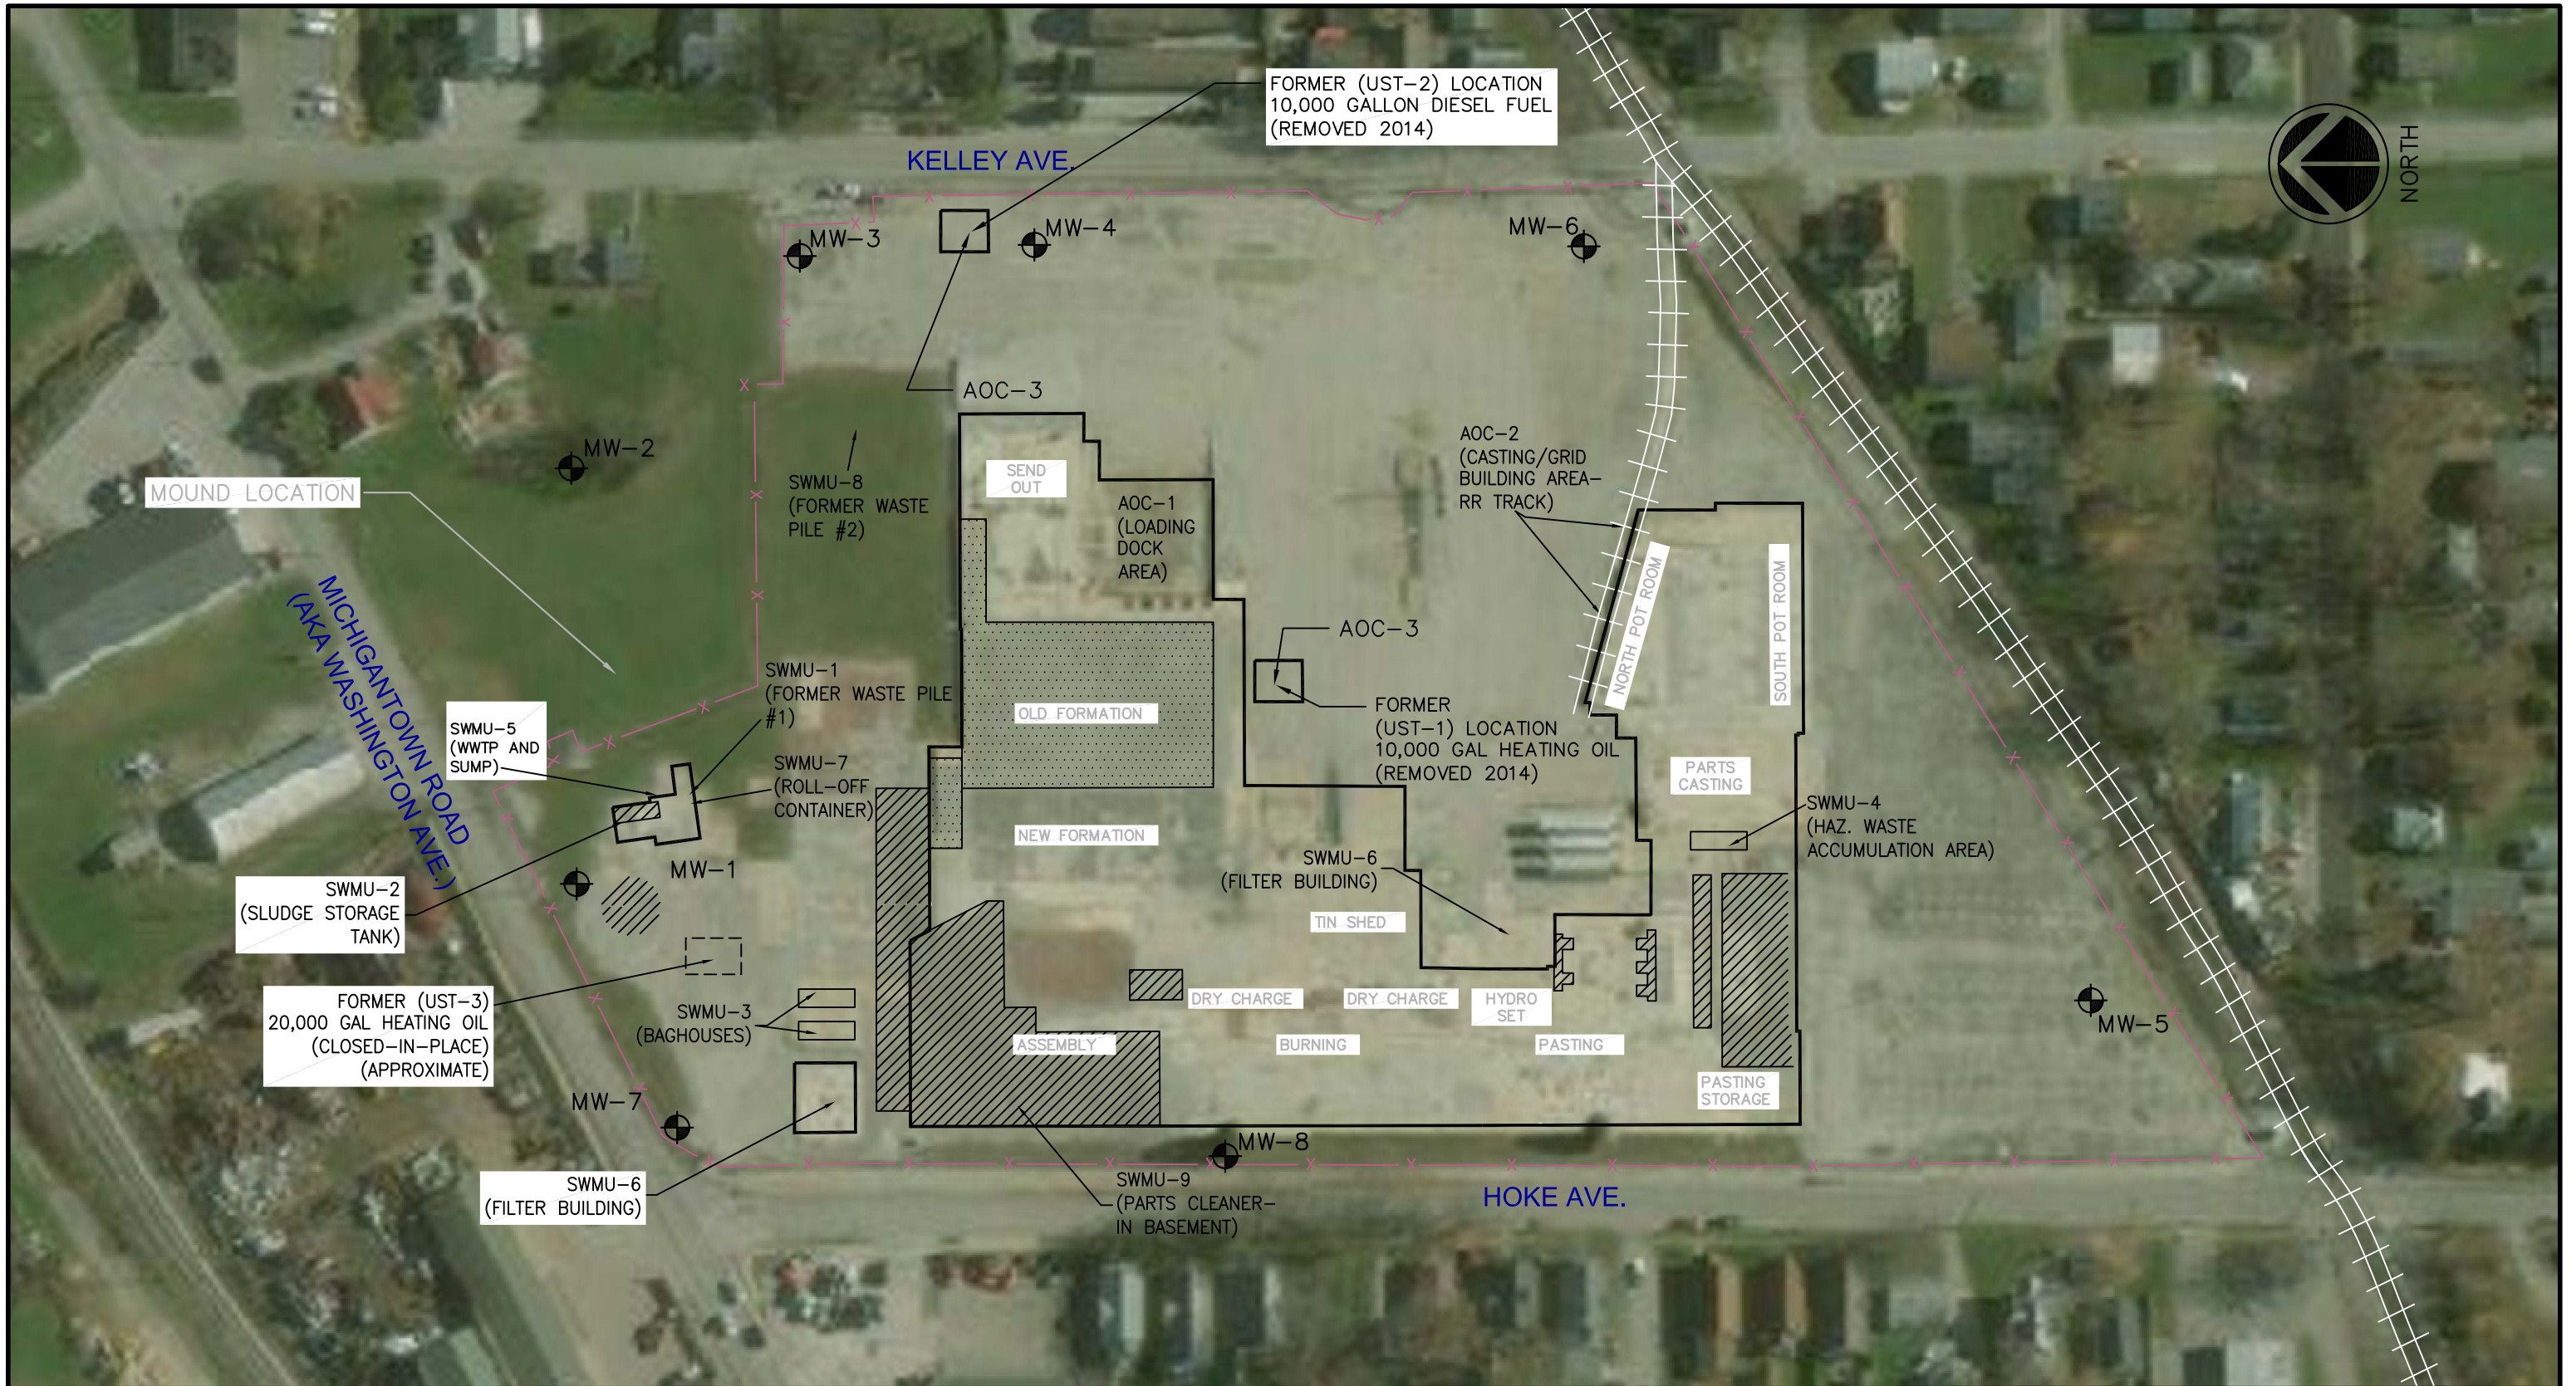 FORMER (UST-2) LOCATION
10,000 GALLON DIESEL FUEL
(REMOVED 2014)
KELLEY AVE.
NORTH
MW-3
MW-4
MW-6
AOC-3
MW-2
MOUND LOCATION
SWMU-8
(FORMER WASTE
PILE #2)
SEND
OUT
AOC-1
(LOADING
DOCK
AREA)
AOC-2
(CASTING/GRID
BUILDING AREA-
RR TRACK)
NORTH POT ROOM
SOUTH POT ROOM
MICHIGANTOWN ROAD
(AKA WASHINGTON AVE.)
AOC-3
SWMU-1
(FORMER WASTE PILE
#1)
OLD FORMATION
FORMER
(UST-1) LOCATION
10,000 GAL HEATING OIL
(REMOVED 2014)
SWMU-5
(WWTP AND
SUMP)
SWMU-7
(ROLL-OFF
CONTAINER)
PARTS
CASTING
SWMU-4
(HAZ. WASTE
ACCUMULATION AREA)
NEW FORMATION
SWMU-6
(FILTER BUILDING)
MW-1
SWMU-2
(SLUDGE STORAGE
TANK)
TIN SHED
FORMER (UST-3)
20,000 GAL HEATING OIL
(CLOSED-IN-PLACE)
(APPROXIMATE)
SWMU-3
(BAGHOUSES)
DRY CHARGE
DRY CHARGE
HYDRO
SET
MW-5
ASSEMBLY
BURNING
PASTING
PASTING
STORAGE
MW-7
MW-8
SWMU-6
(FILTER BUILDING)
SWMU-9
(PARTS CLEANER-
IN BASEMENT)
HOKE AVE.